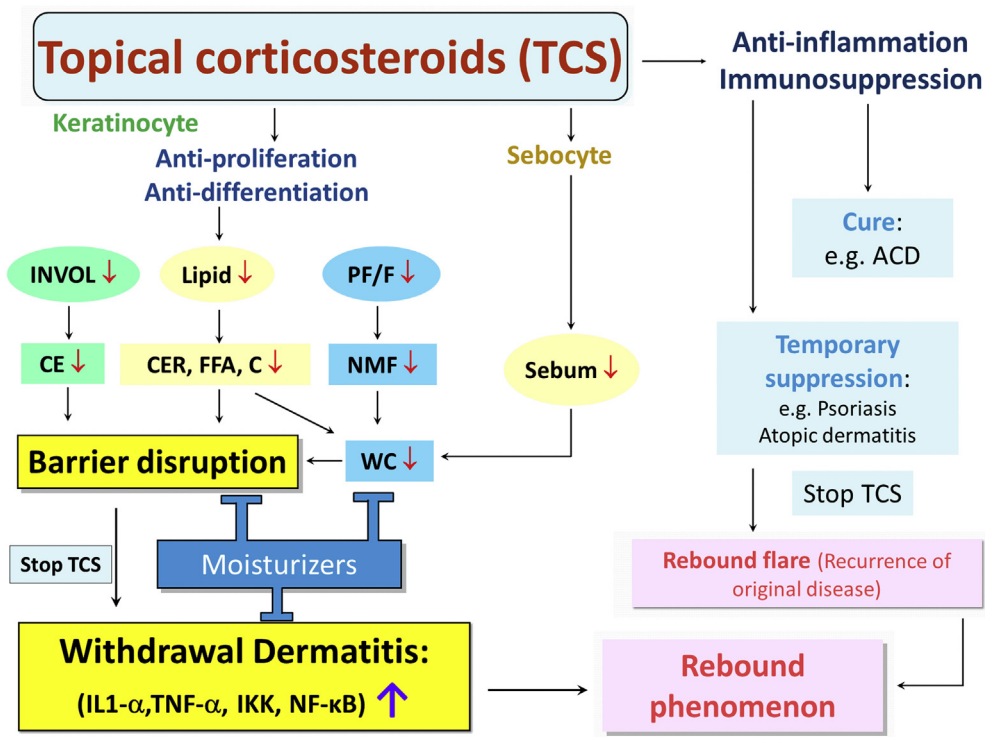 Topical corticosteroids (TCS)
Anti-inflammation
Immunosuppression
Keratinocyte
Anti-proliferation
Anti-differentiation
Sebocyte
Cure:
e.g. ACD
INVOL ↓
Lipid ↓
PF/F ↓
CE ↓
CER, FFA, C ↓
NMF ↓
Sebum ↓
Temporary
suppression:
e.g. Psoriasis
Atopic dermatitis
Barrier disruption
WC ↓
Stop TCS
Stop TCS
Moisturizers
Rebound flare (Recurrence of
original disease)
Withdrawal Dermatitis:
(IL1-α,TNF-α, IKK, NF-κB) ↑
Rebound
phenomenon